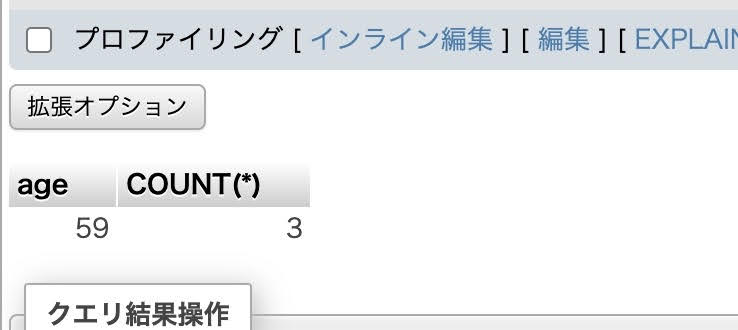 プロファイリング [ インライン編集 ] [ 編集 ] [ EXPLAIN
拡張オプション
age COUNT(*)
59 3
クエリ結果操作